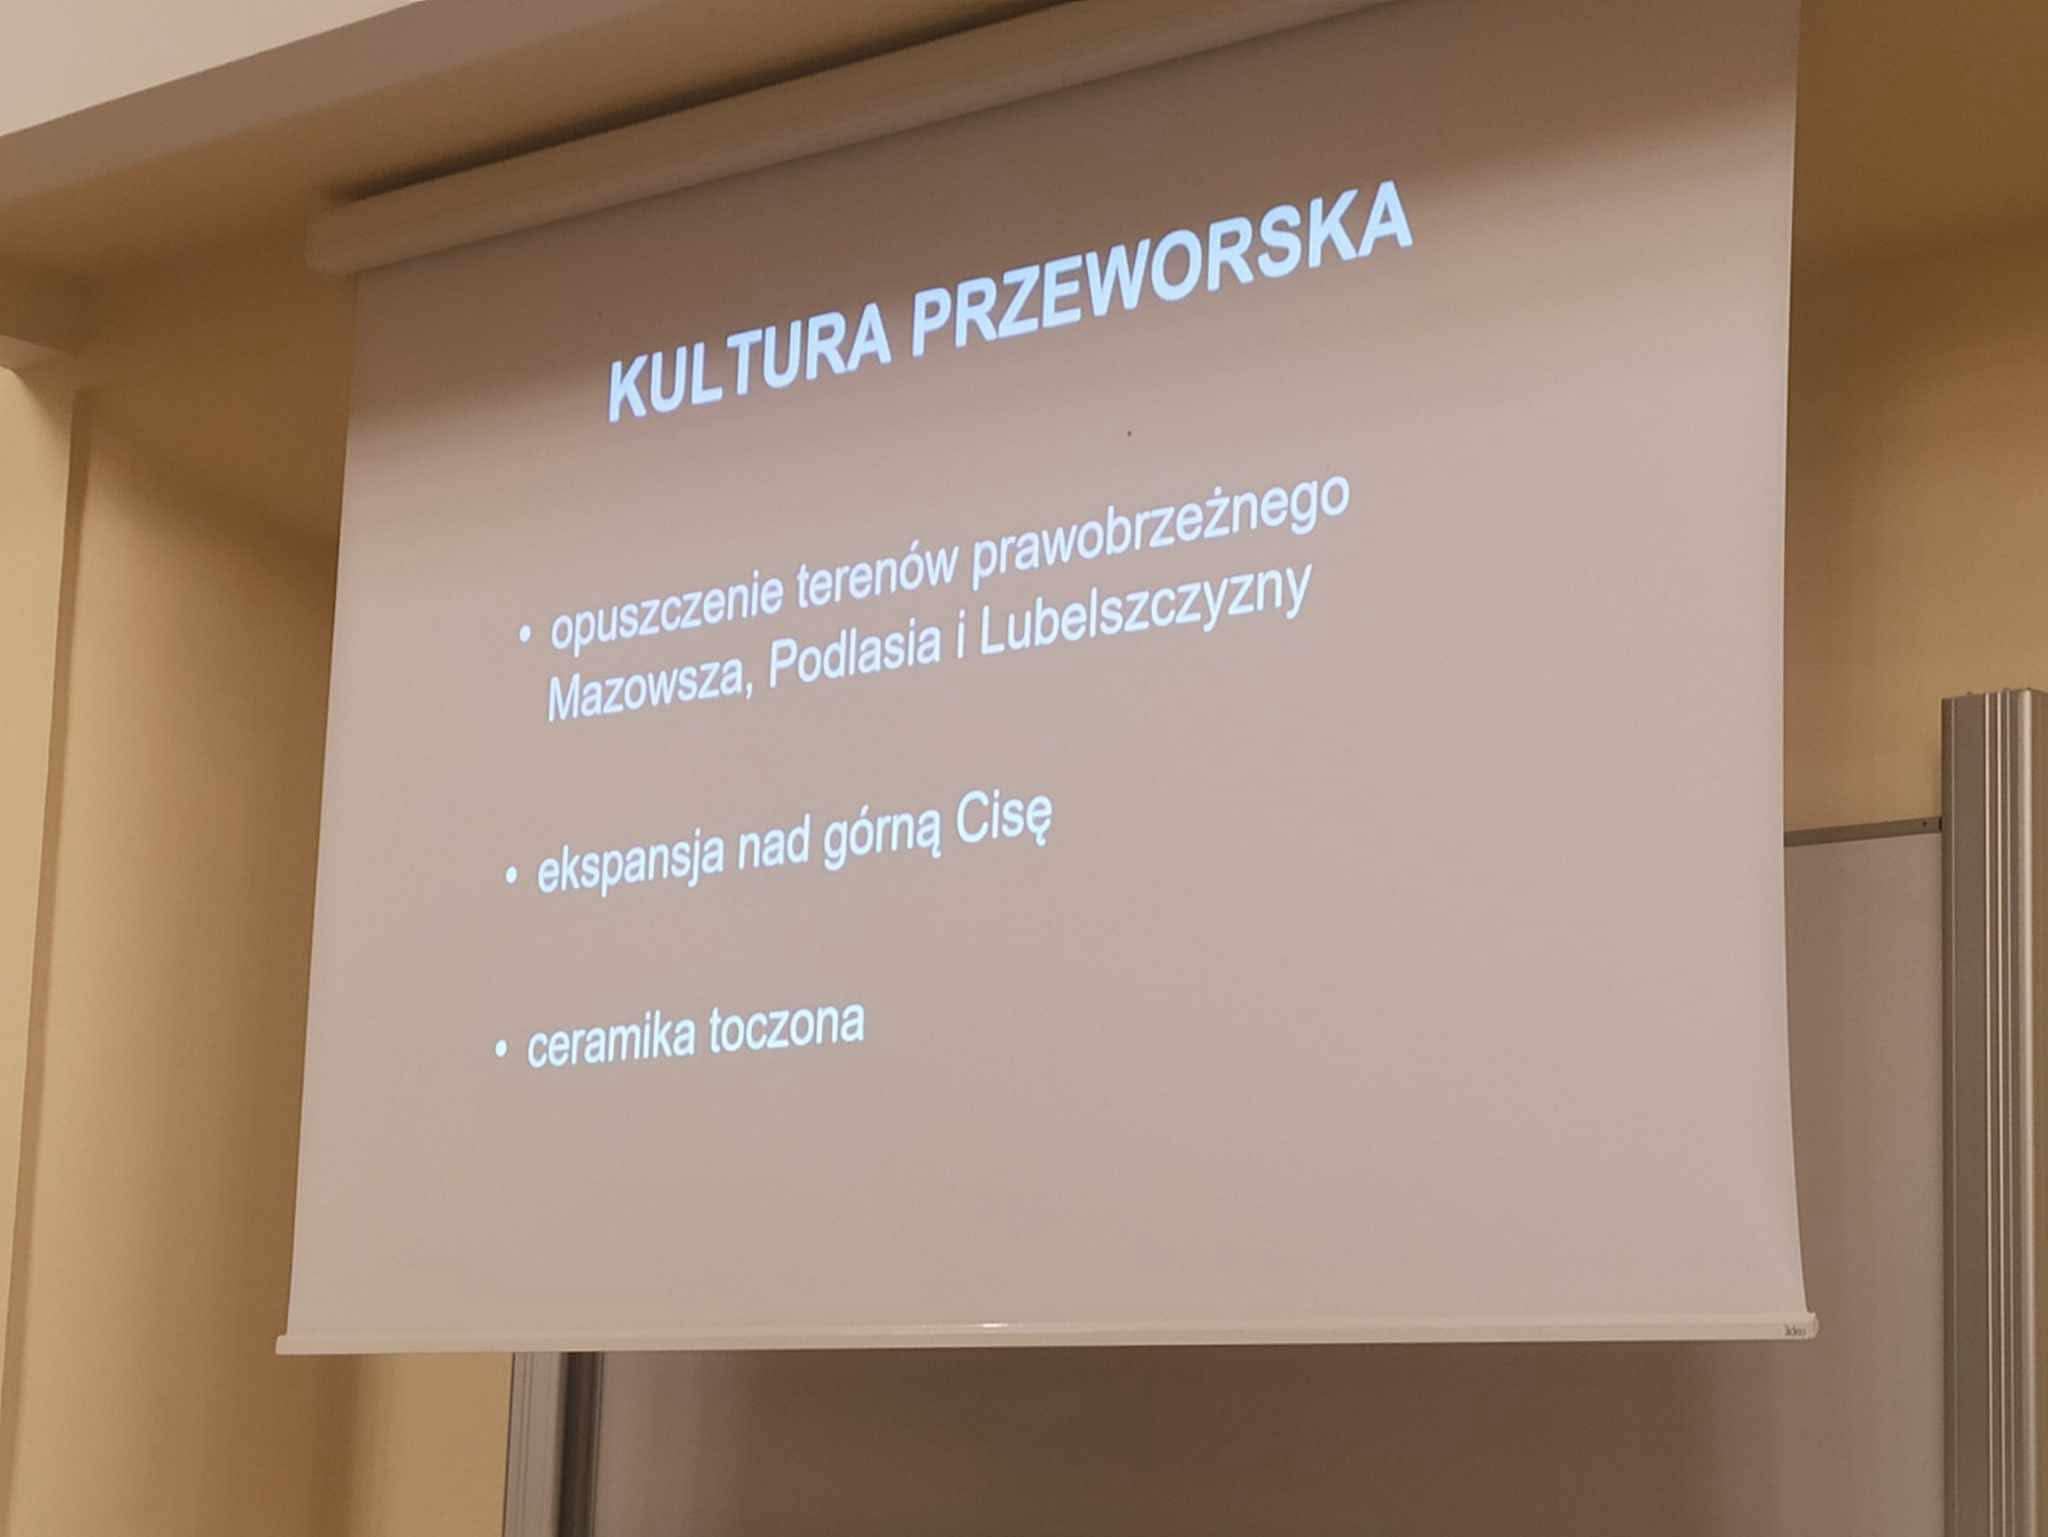 KULTURA PRZEWORSKA
• opuszczenie terenów prawobrzeżnego
Mazowsza, Podlasia i Lubelszczyzny
• ekspansja nad górną Cisę
• ceramika toczona